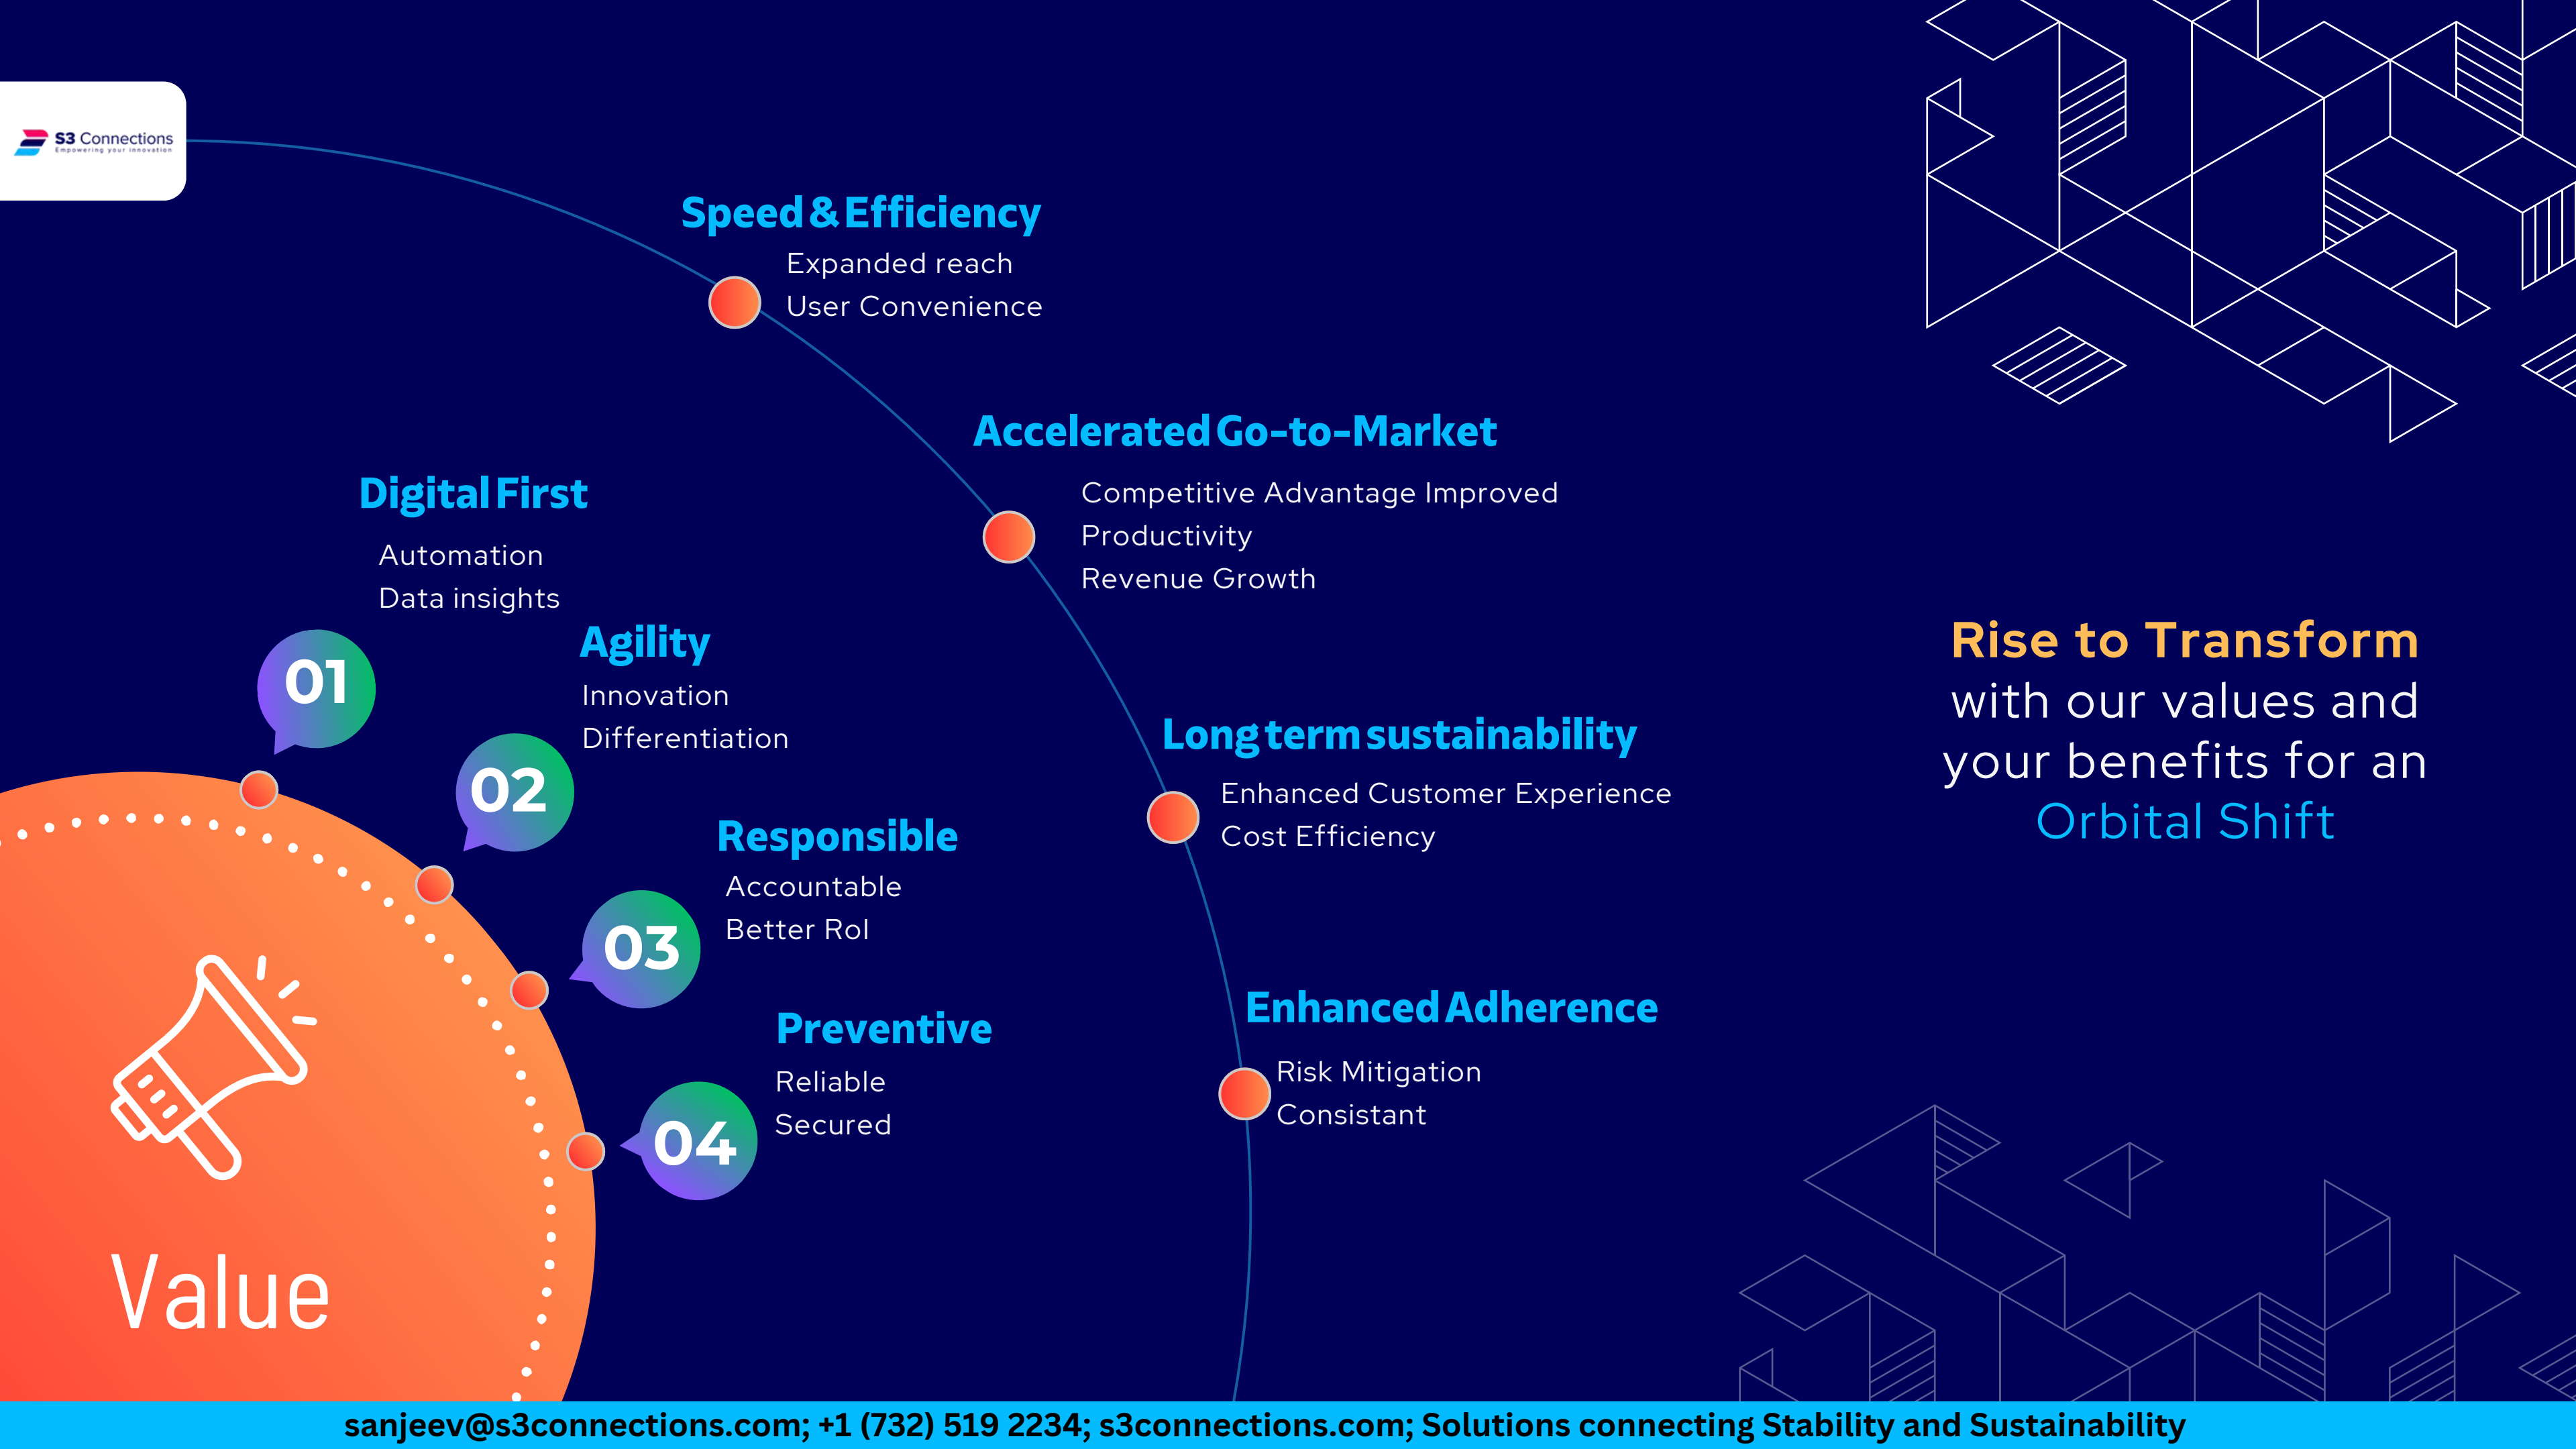 S3 Connections
Empowering your innovation
Speed & Efficiency
Expanded reach
User Convenience
Accelerated Go-to-Market
Competitive Advantage Improved
Productivity
Revenue Growth
Digital First
Automation
Data insights
01
Agility
Innovation
Differentiation
02
Long term sustainability
Enhanced Customer Experience
Cost Efficiency
Responsible
Accountable
Better RoI
03
Enhanced Adherence
Risk Mitigation
Consistant
Preventive
Reliable
Secured
04
Value
Rise to Transform
with our values and
your benefits for an
Orbital Shift
sanjeev@s3connections.com; +1 (732) 519 2234; s3connections.com; Solutions connecting Stability and Sustainability